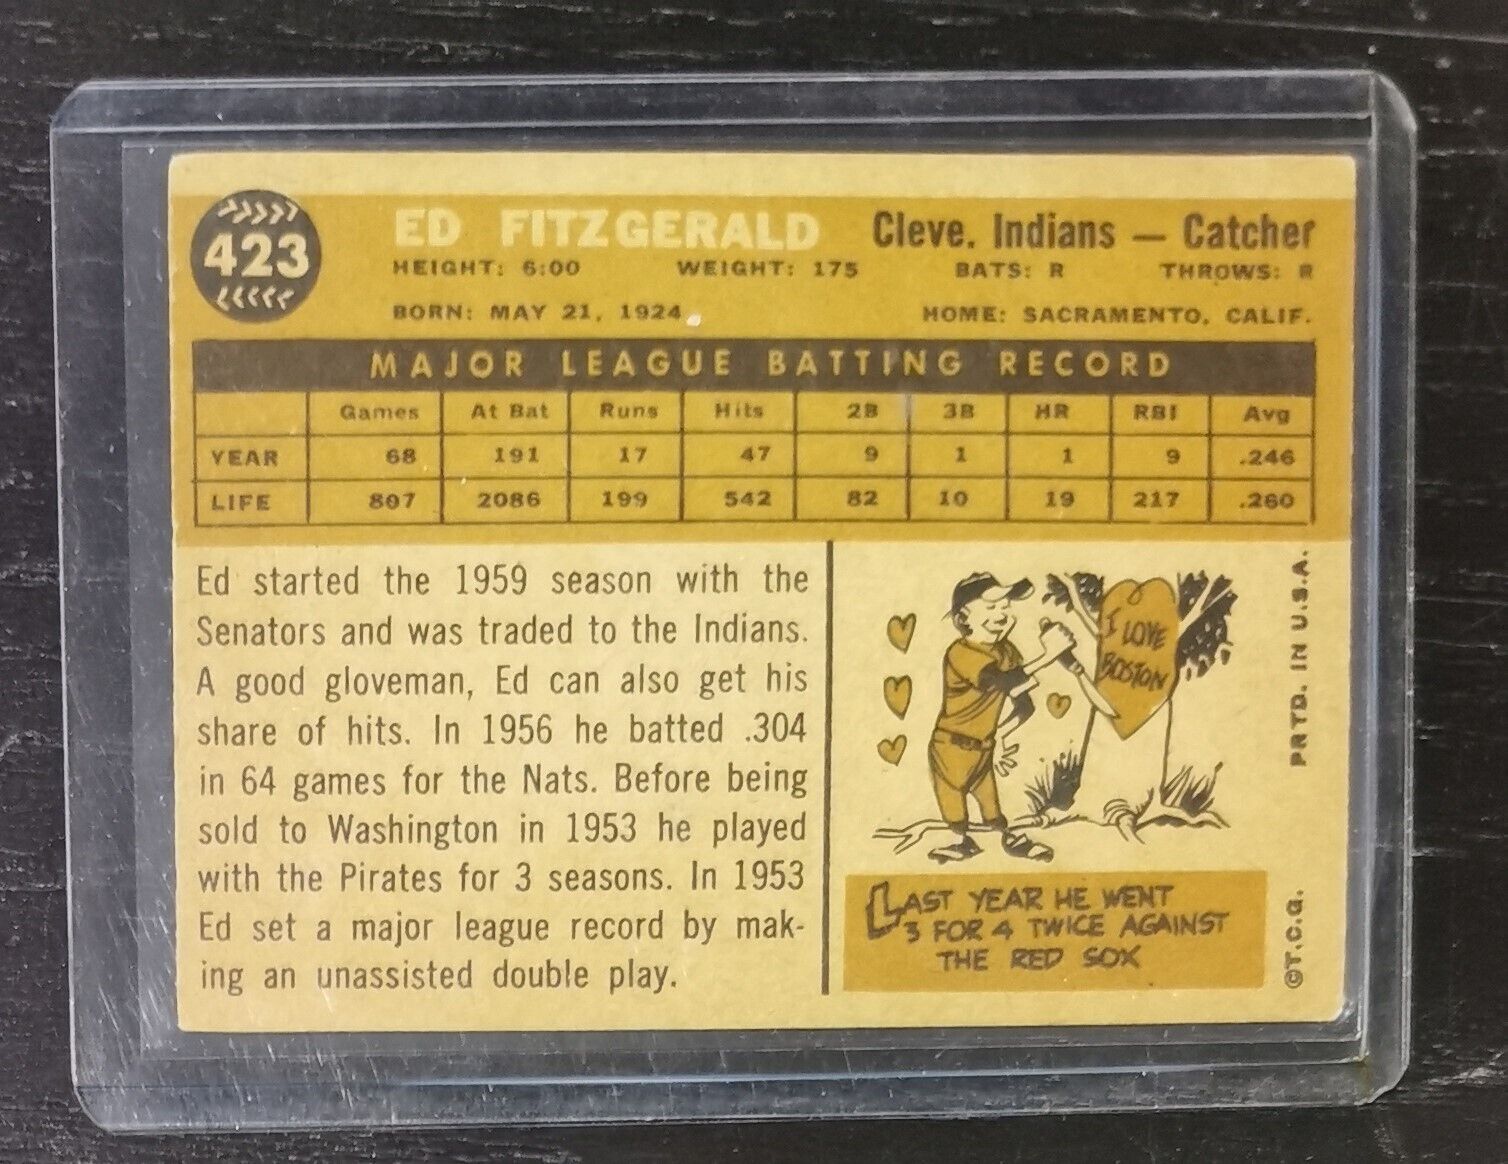 423
ED FITZGERALD Cleve. Indians — Catcher
HEIGHT: 6:00 WEIGHT: 175 BATS: R THROWS: R
BORN: MAY 21, 1924 HOME: SACRAMENTO, CALIF.
MAJOR LEAGUE BATTING RECORD
Games At Bat Runs Hits 2B 3B HR RBI Avg
YEAR 68 191 17 47 9 1 1 9 .246
LIFE 807 2086 199 542 82 10 19 217 .260
Ed started the 1959 season with the
Senators and was traded to the Indians.
A good gloveman, Ed can also get his
share of hits. In 1956 he batted .304
in 64 games for the Nats. Before being
sold to Washington in 1953 he played
with the Pirates for 3 seasons. In 1953
Ed set a major league record by mak-
ing an unassisted double play.
I LOVE
BOSTON
LAST YEAR HE WENT
3 FOR 4 TWICE AGAINST
THE RED SOX
©T.C.G.
PRTD. IN U.S.A.